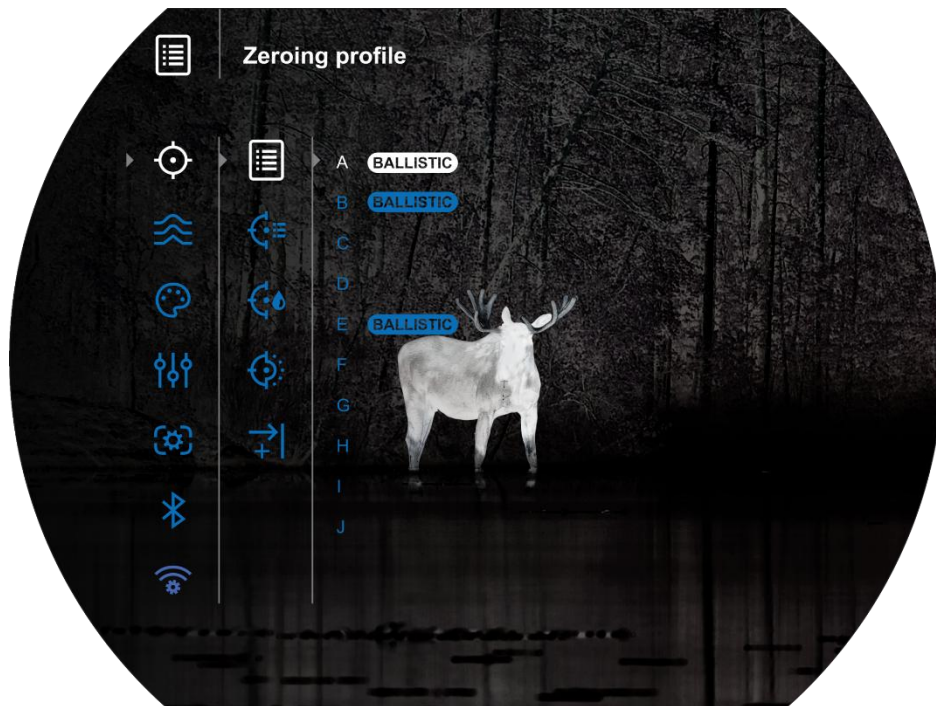 Zeroing profile
A BALLISTIC
B BALLISTIC
C
D
E BALLISTIC
F
G
H
I
J